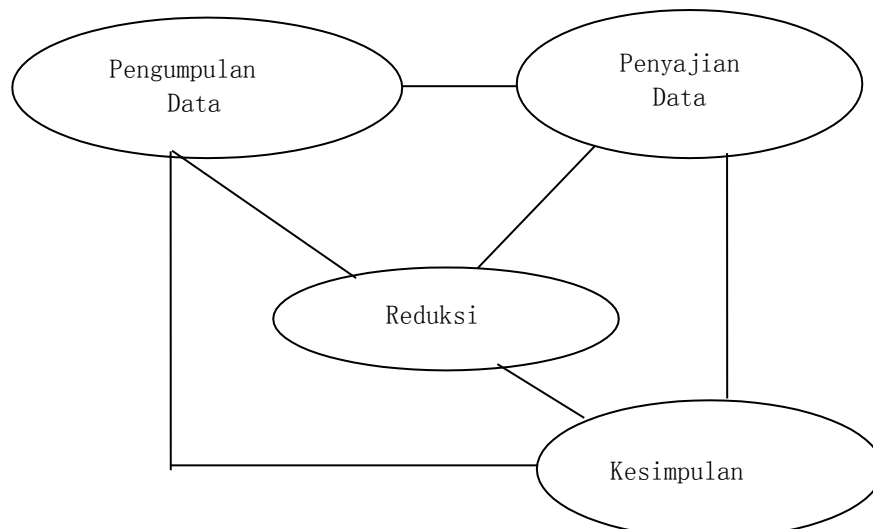 Pengumpulan
Data
Penyajian
Data
Reduksi
Kesimpulan